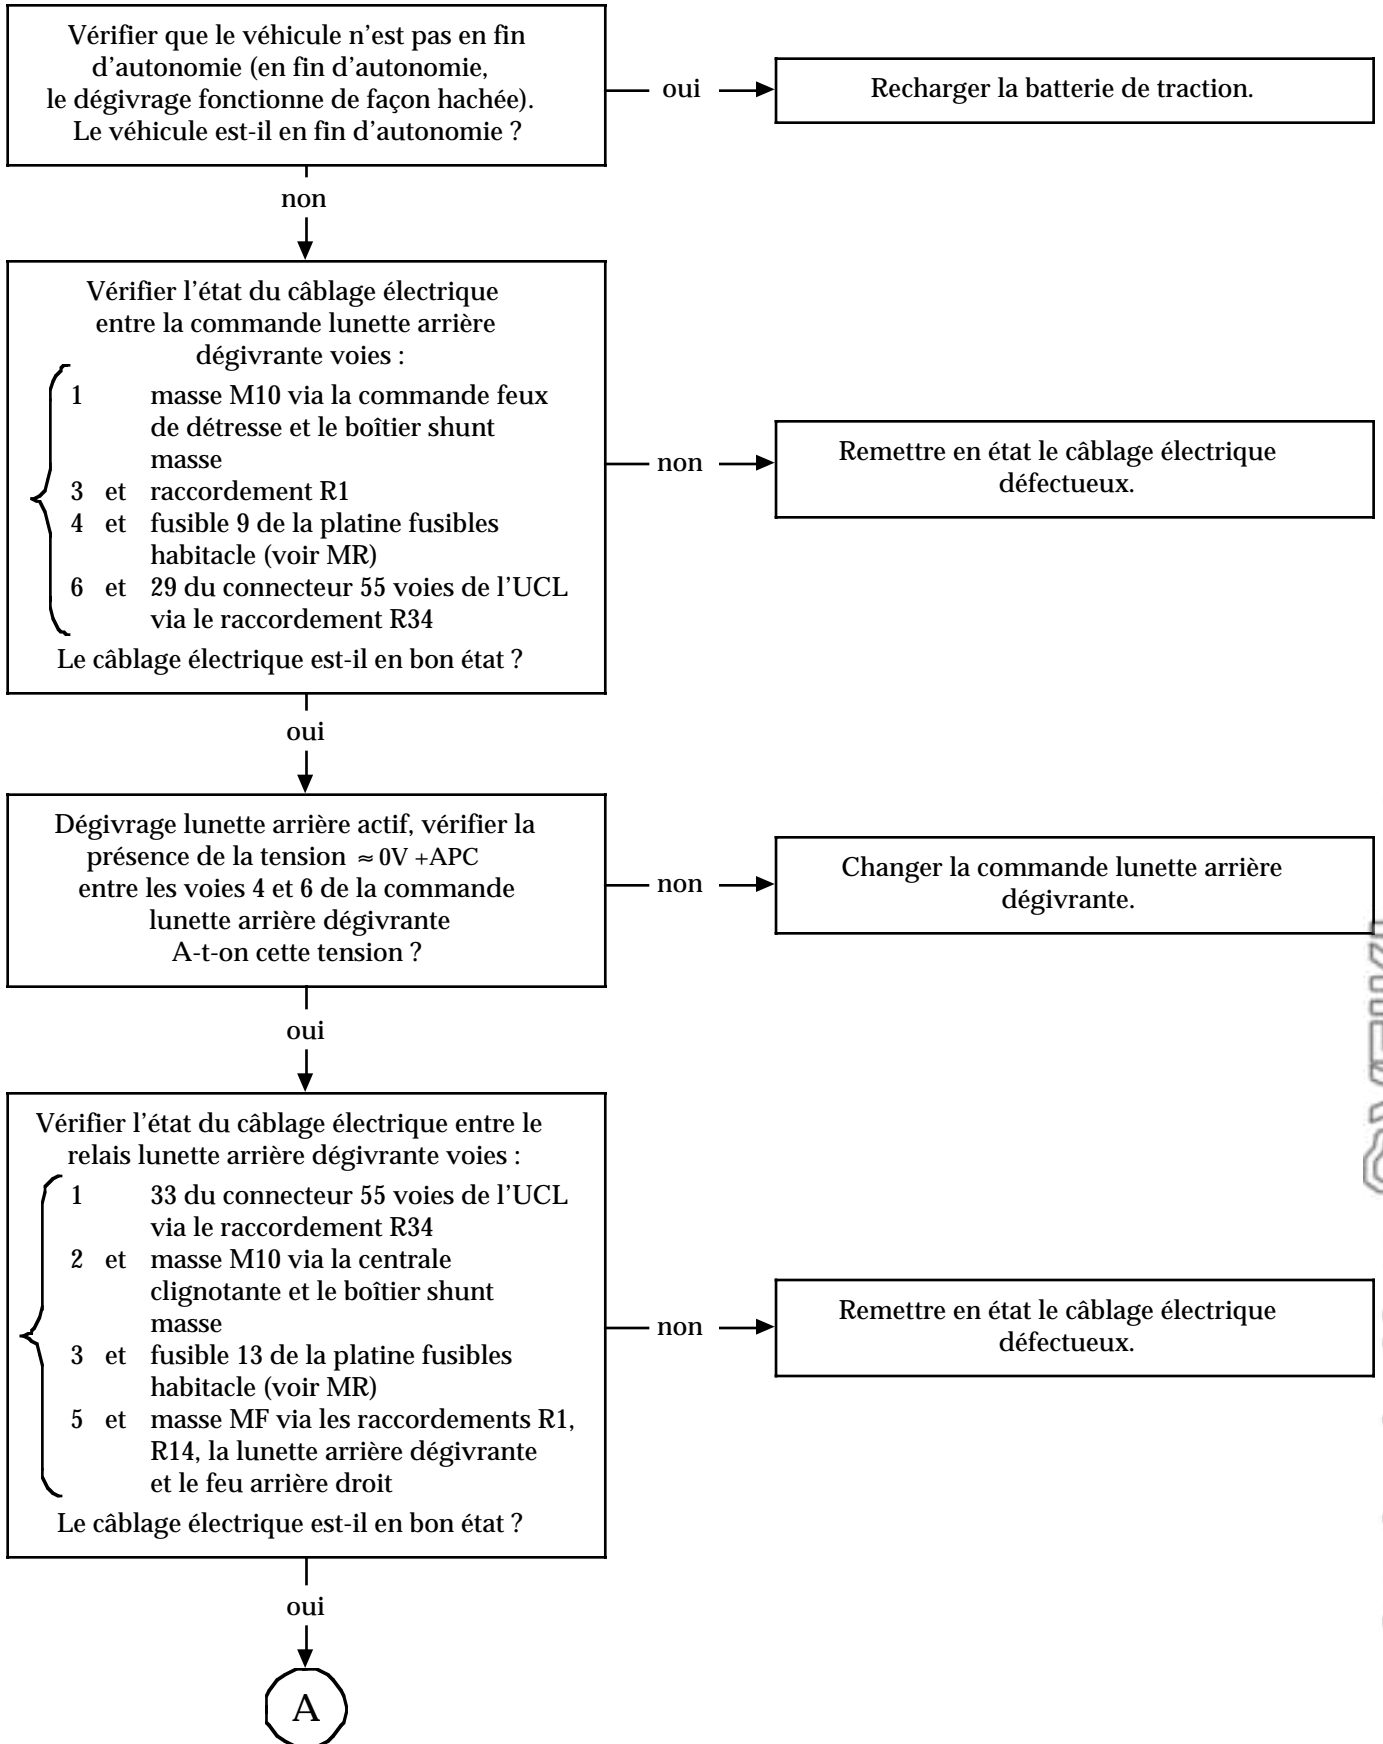 Vérifier que le véhicule n’est pas en fin
d’autonomie (en fin d’autonomie,
le dégivrage fonctionne de façon hachée).
Le véhicule est-il en fin d’autonomie ?
oui
Recharger la batterie de traction.
non
Vérifier l’état du câblage électrique
entre la commande lunette arrière
dégivrante voies :
1 masse M10 via la commande feux
de détresse et le boîtier shunt
masse
3 et raccordement R1
4 et fusible 9 de la platine fusibles
habitacle (voir MR)
6 et 29 du connecteur 55 voies de l’UCL
via le raccordement R34
Le câblage électrique est-il en bon état ?
non
Remettre en état le câblage électrique
défectueux.
oui
Dégivrage lunette arrière actif, vérifier la
présence de la tension ≈ 0V +APC
entre les voies 4 et 6 de la commande
lunette arrière dégivrante
A-t-on cette tension ?
non
Changer la commande lunette arrière
dégivrante.
oui
Vérifier l’état du câblage électrique entre le
relais lunette arrière dégivrante voies :
1 33 du connecteur 55 voies de l’UCL
via le raccordement R34
2 et masse M10 via la centrale
clignotante et le boîtier shunt
masse
3 et fusible 13 de la platine fusibles
habitacle (voir MR)
5 et masse MF via les raccordements R1,
R14, la lunette arrière dégivrante
et le feu arrière droit
Le câblage électrique est-il en bon état ?
non
Remettre en état le câblage électrique
défectueux.
oui
A